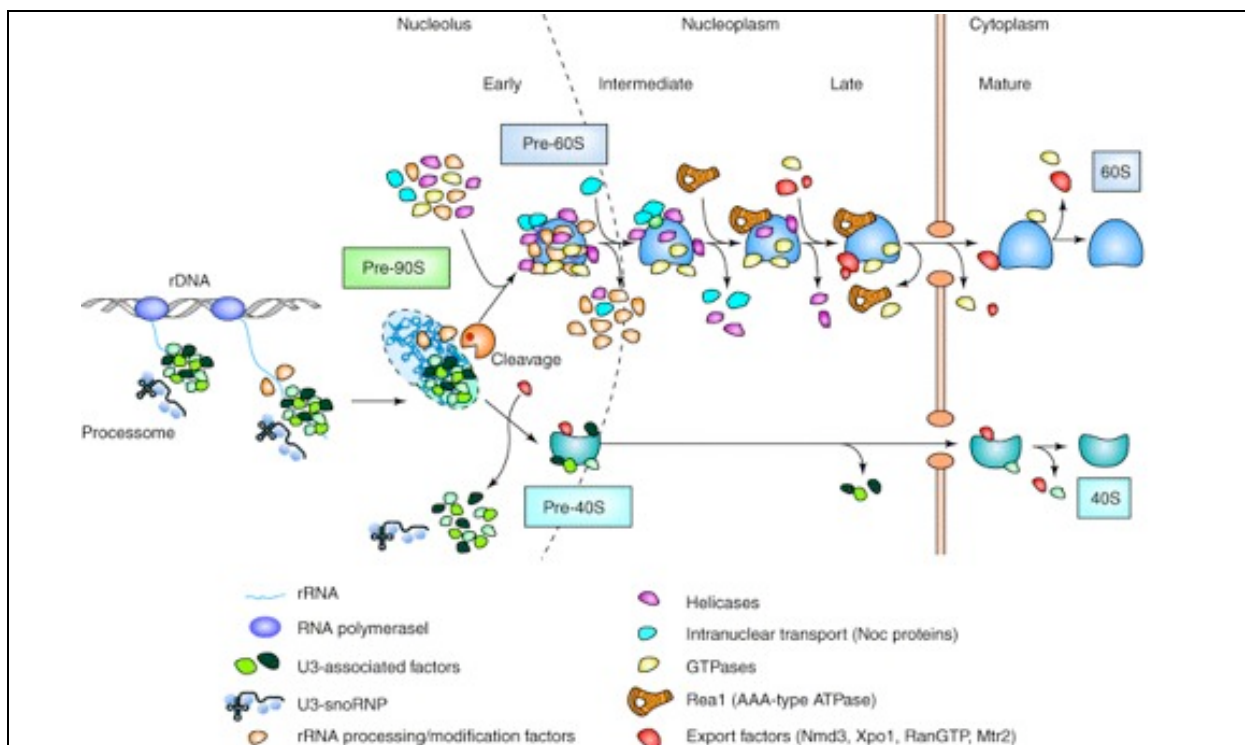 Nucleolus
Nucleoplasm
Cytoplasm
Early
Intermediate
Late
Mature
Pre-60S
60S
Pre-90S
rDNA
Cleavage
Processome
Pre-40S
40S
rRNA
RNA polymeraseI
U3-associated factors
U3-snoRNP
rRNA processing/modification factors
Helicases
Intranuclear transport (Noc proteins)
GTPases
Rea1 (AAA-type ATPase)
Export factors (Nmd3, Xpo1, RanGTP, Mtr2)